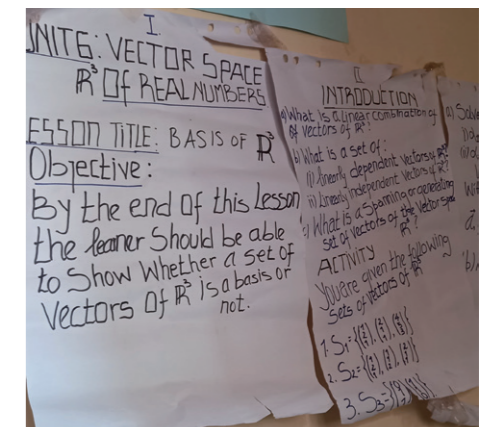 I.
UNIT6: VECTOR SPACE
ℝ³ Of REAL NUMBERS
LESSON TITLE: BASIS OF ℝ³
Objective:
By the end of this Lesson
the learner Should be able
to Show Whether a Set of
Vectors Of ℝ³ is a basis or
not.
II
INTRODUCTION
a) What is a linear combination of
of vectors of ℝ³?
b) What is a set of:
(i) linearly dependent vectors of ℝ³?
ii) linearly independent vectors of ℝ³?
c) What is a Spanning or generating
set of vectors of the Vector Space
ℝ³?
ACTIVITY
You are given the following
Sets of vectors of ℝ³
1. S₁=
2. S₂=
3. S₃=
a) Solve